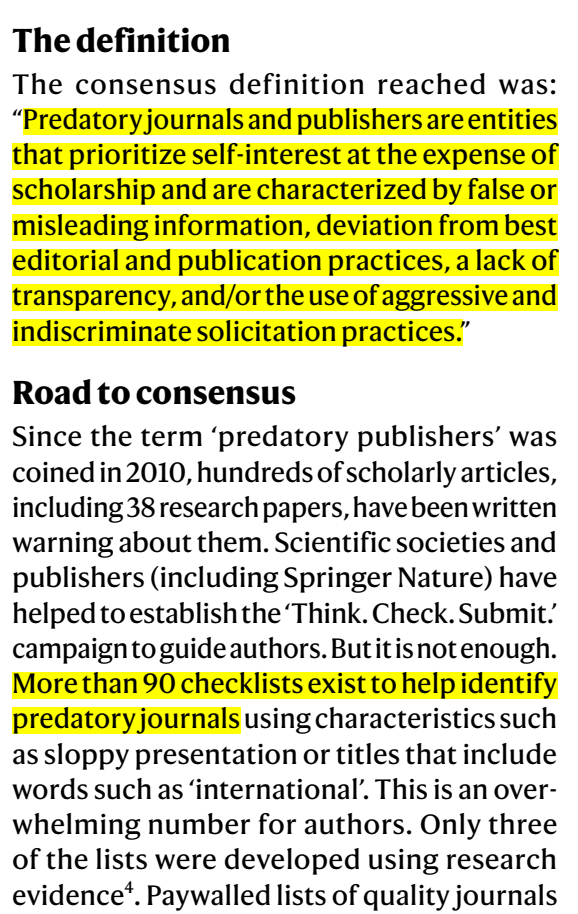 The definition
The consensus definition reached was:
“Predatory journals and publishers are entities
that prioritize self-interest at the expense of
scholarship and are characterized by false or
misleading information, deviation from best
editorial and publication practices, a lack of
transparency, and/or the use of aggressive and
indiscriminate solicitation practices.”
Road to consensus
Since the term ‘predatory publishers’ was
coined in 2010, hundreds of scholarly articles,
including 38 research papers, have been written
warning about them. Scientific societies and
publishers (including Springer Nature) have
helped to establish the ‘Think. Check. Submit.’
campaign to guide authors. But it is not enough.
More than 90 checklists exist to help identify
predatory journals using characteristics such
as sloppy presentation or titles that include
words such as ‘international’. This is an over-
whelming number for authors. Only three
of the lists were developed using research
evidence⁴. Paywalled lists of quality journals